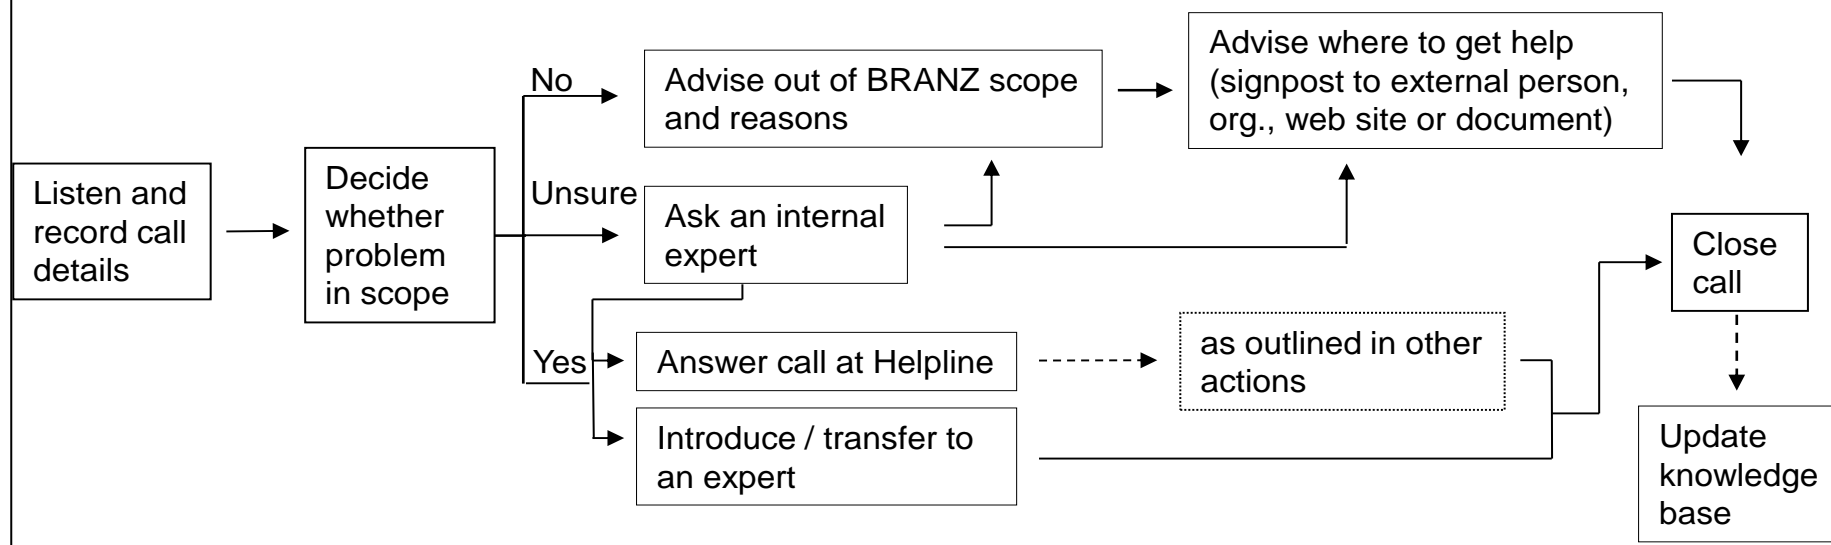 Listen and
record call
details
Decide
whether
problem
in scope
No
Advise out of BRANZ scope
and reasons
Advise where to get help
(signpost to external person,
org., web site or document)
Unsure
Ask an internal
expert
Yes
Answer call at Helpline
as outlined in other
actions
Introduce / transfer to
an expert
Close
call
Update
knowledge
base